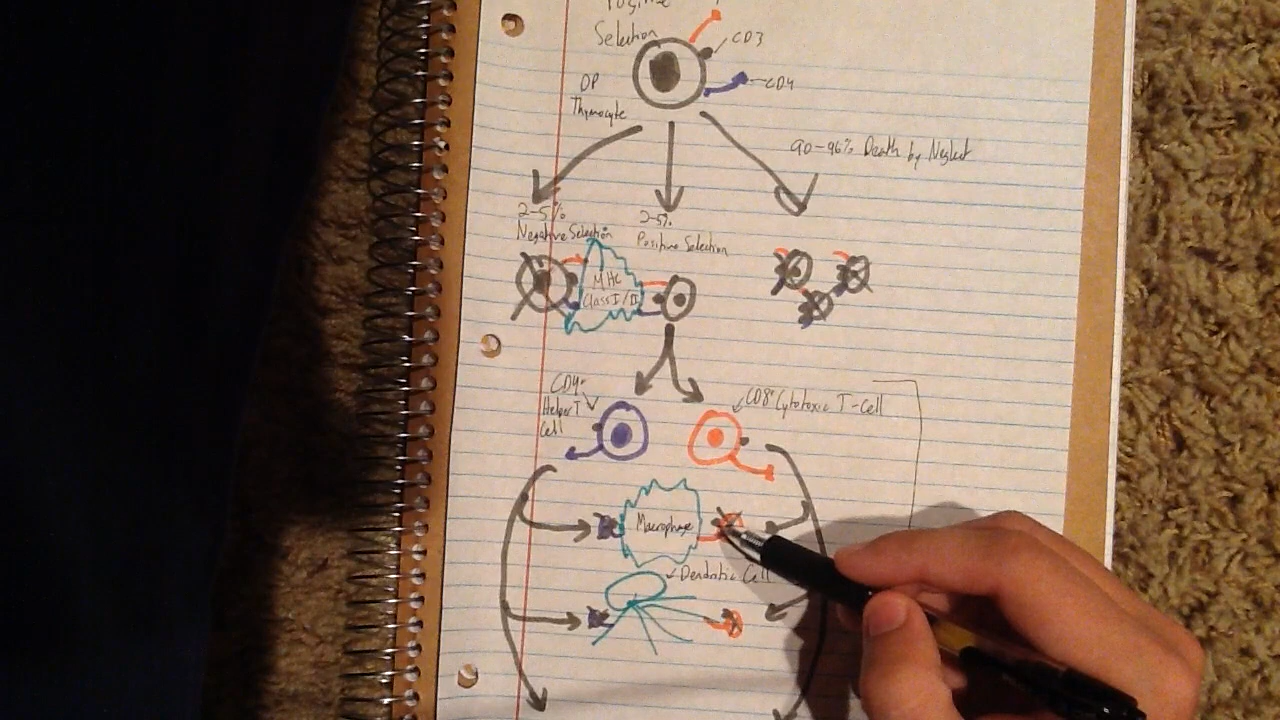 Positive
Selection
CD3
CD4
DP
Thymocyte
90-96% Death by Neglect
2-5%
Negative Selection
2-5%
Positive Selection
MHC
Class I/II
CD4+
Helper T
Cell
CD8+ Cytotoxic T-Cell
Macrophage
Dendritic Cell